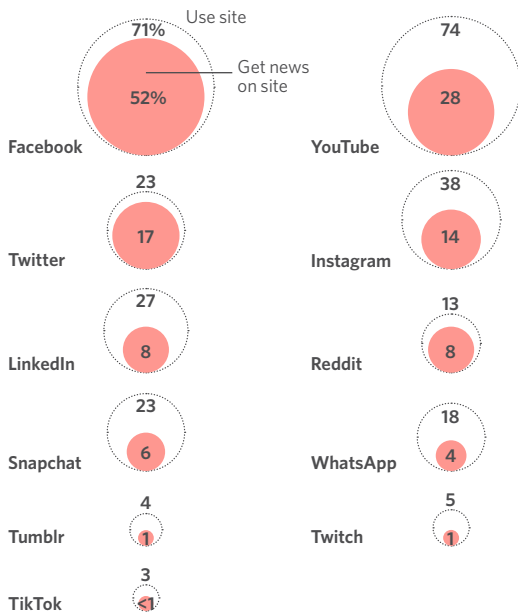 Use site
71%
Get news
on site
52%
Facebook
74
28
YouTube
23
17
Twitter
38
14
Instagram
27
8
LinkedIn
13
8
Reddit
23
6
Snapchat
18
4
WhatsApp
4
1
Tumblr
5
1
Twitch
3
<1
TikTok